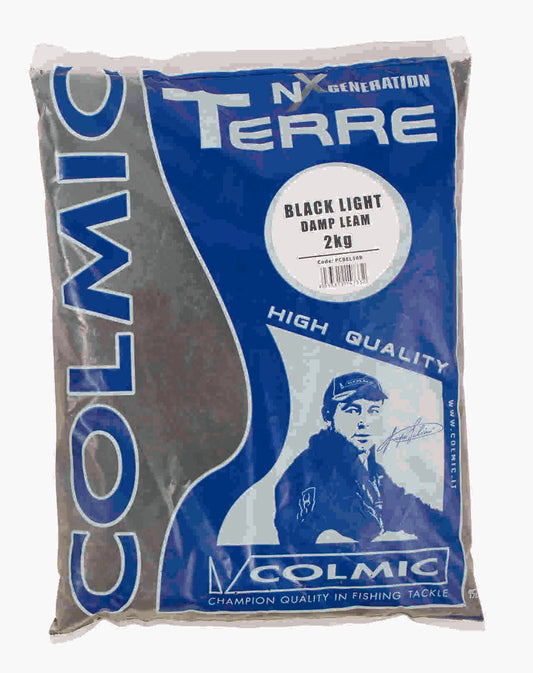 COLMIC
NX GENERATION
TERRE
BLACK LIGHT
DAMP LEAM
2kg
HIGH QUALITY
COLMIC
WWW.COLMIC.IT
COLMIC
CHAMPION QUALITY IN FISHING TACKLE